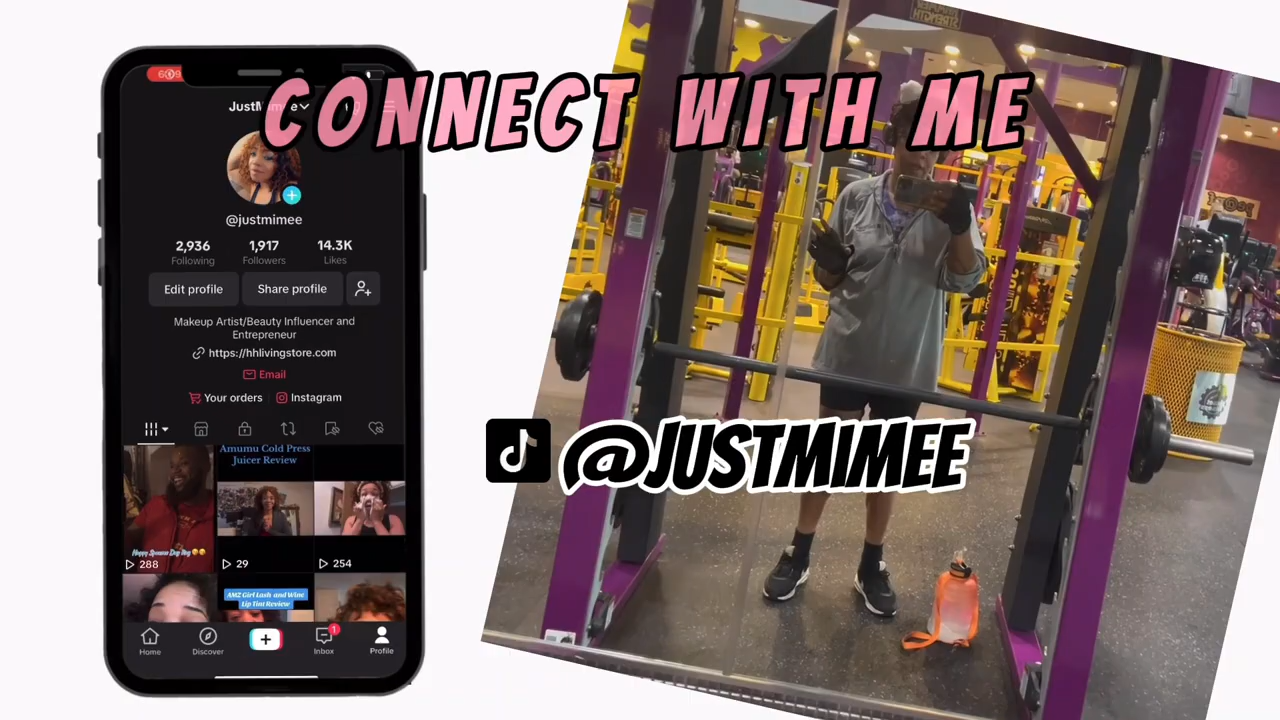 CONNECT WITH ME
@justmimee
2,936
Following
1,917
Followers
14.3K
Likes
Edit profile
Share profile
Makeup Artist/Beauty Influencer and
Entrepreneur
https://hhlivingstore.com
Email
Your orders
Instagram
Amumu Cold Press
Juicer Review
288
29
254
AMZ Girl Lash and Wine
Lip Tint Review
Home
Discover
1
Inbox
Profile
@JUSTMIMEE